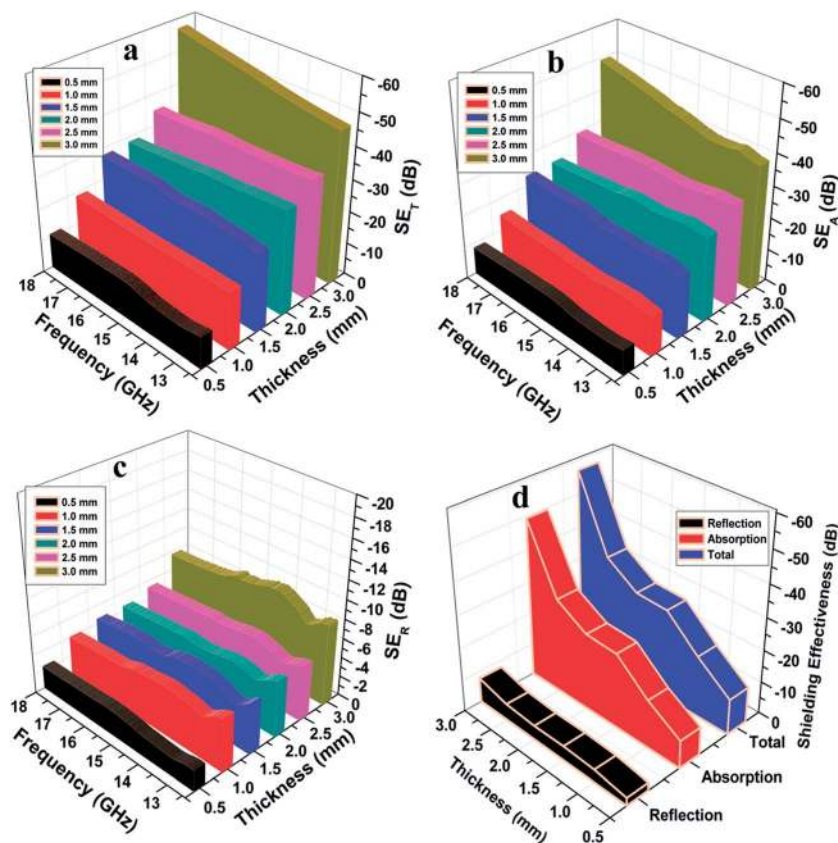 a
0.5 mm
1.0 mm
1.5 mm
2.0 mm
2.5 mm
3.0 mm
-60
-50
-40
-30
-20
-10
0
SE_T (dB)
18
17
16
15
14
13
Frequency (GHz)
0.5
1.0
1.5
2.0
2.5
3.0
Thickness (mm)
b
0.5 mm
1.0 mm
1.5 mm
2.0 mm
2.5 mm
3.0 mm
-60
-50
-40
-30
-20
-10
0
SE_A (dB)
18
17
16
15
14
13
Frequency (GHz)
0.5
1.0
1.5
2.0
2.5
3.0
Thickness (mm)
c
0.5 mm
1.0 mm
1.5 mm
2.0 mm
2.5 mm
3.0 mm
-20
-18
-16
-14
-12
-10
-8
-6
-4
-2
0
SE_R (dB)
18
17
16
15
14
13
Frequency (GHz)
0.5
1.0
1.5
2.0
2.5
3.0
Thickness (mm)
d
Reflection
Absorption
Total
-60
-50
-40
-30
-20
-10
0
Shielding Effectiveness (dB)
3.0
2.5
2.0
1.5
1.0
0.5
Thickness (mm)
Total
Absorption
Reflection